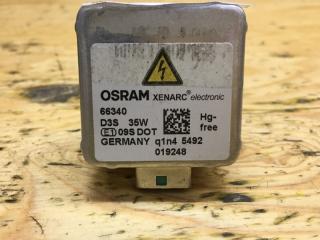 OSRAM XENARC® electronic
66340
D3S 35W
E1 09S DOT
Hg-
free
GERMANY q1n4 5492
019248